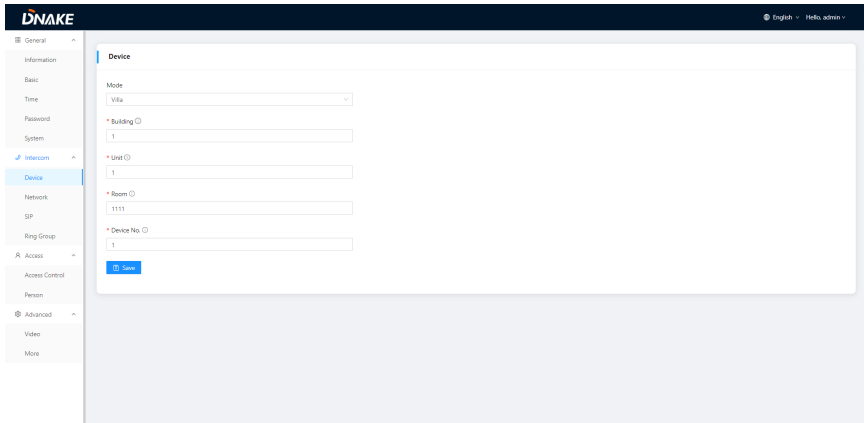 DNAKE
English
Hello, admin
General
Information
Basic
Time
Password
System
Intercom
Device
Network
SIP
Ring Group
Access
Access Control
Person
Advanced
Video
More
Device
Mode
Villa
* Building
1
* Unit
1
* Room
1111
* Device No.
1
Save